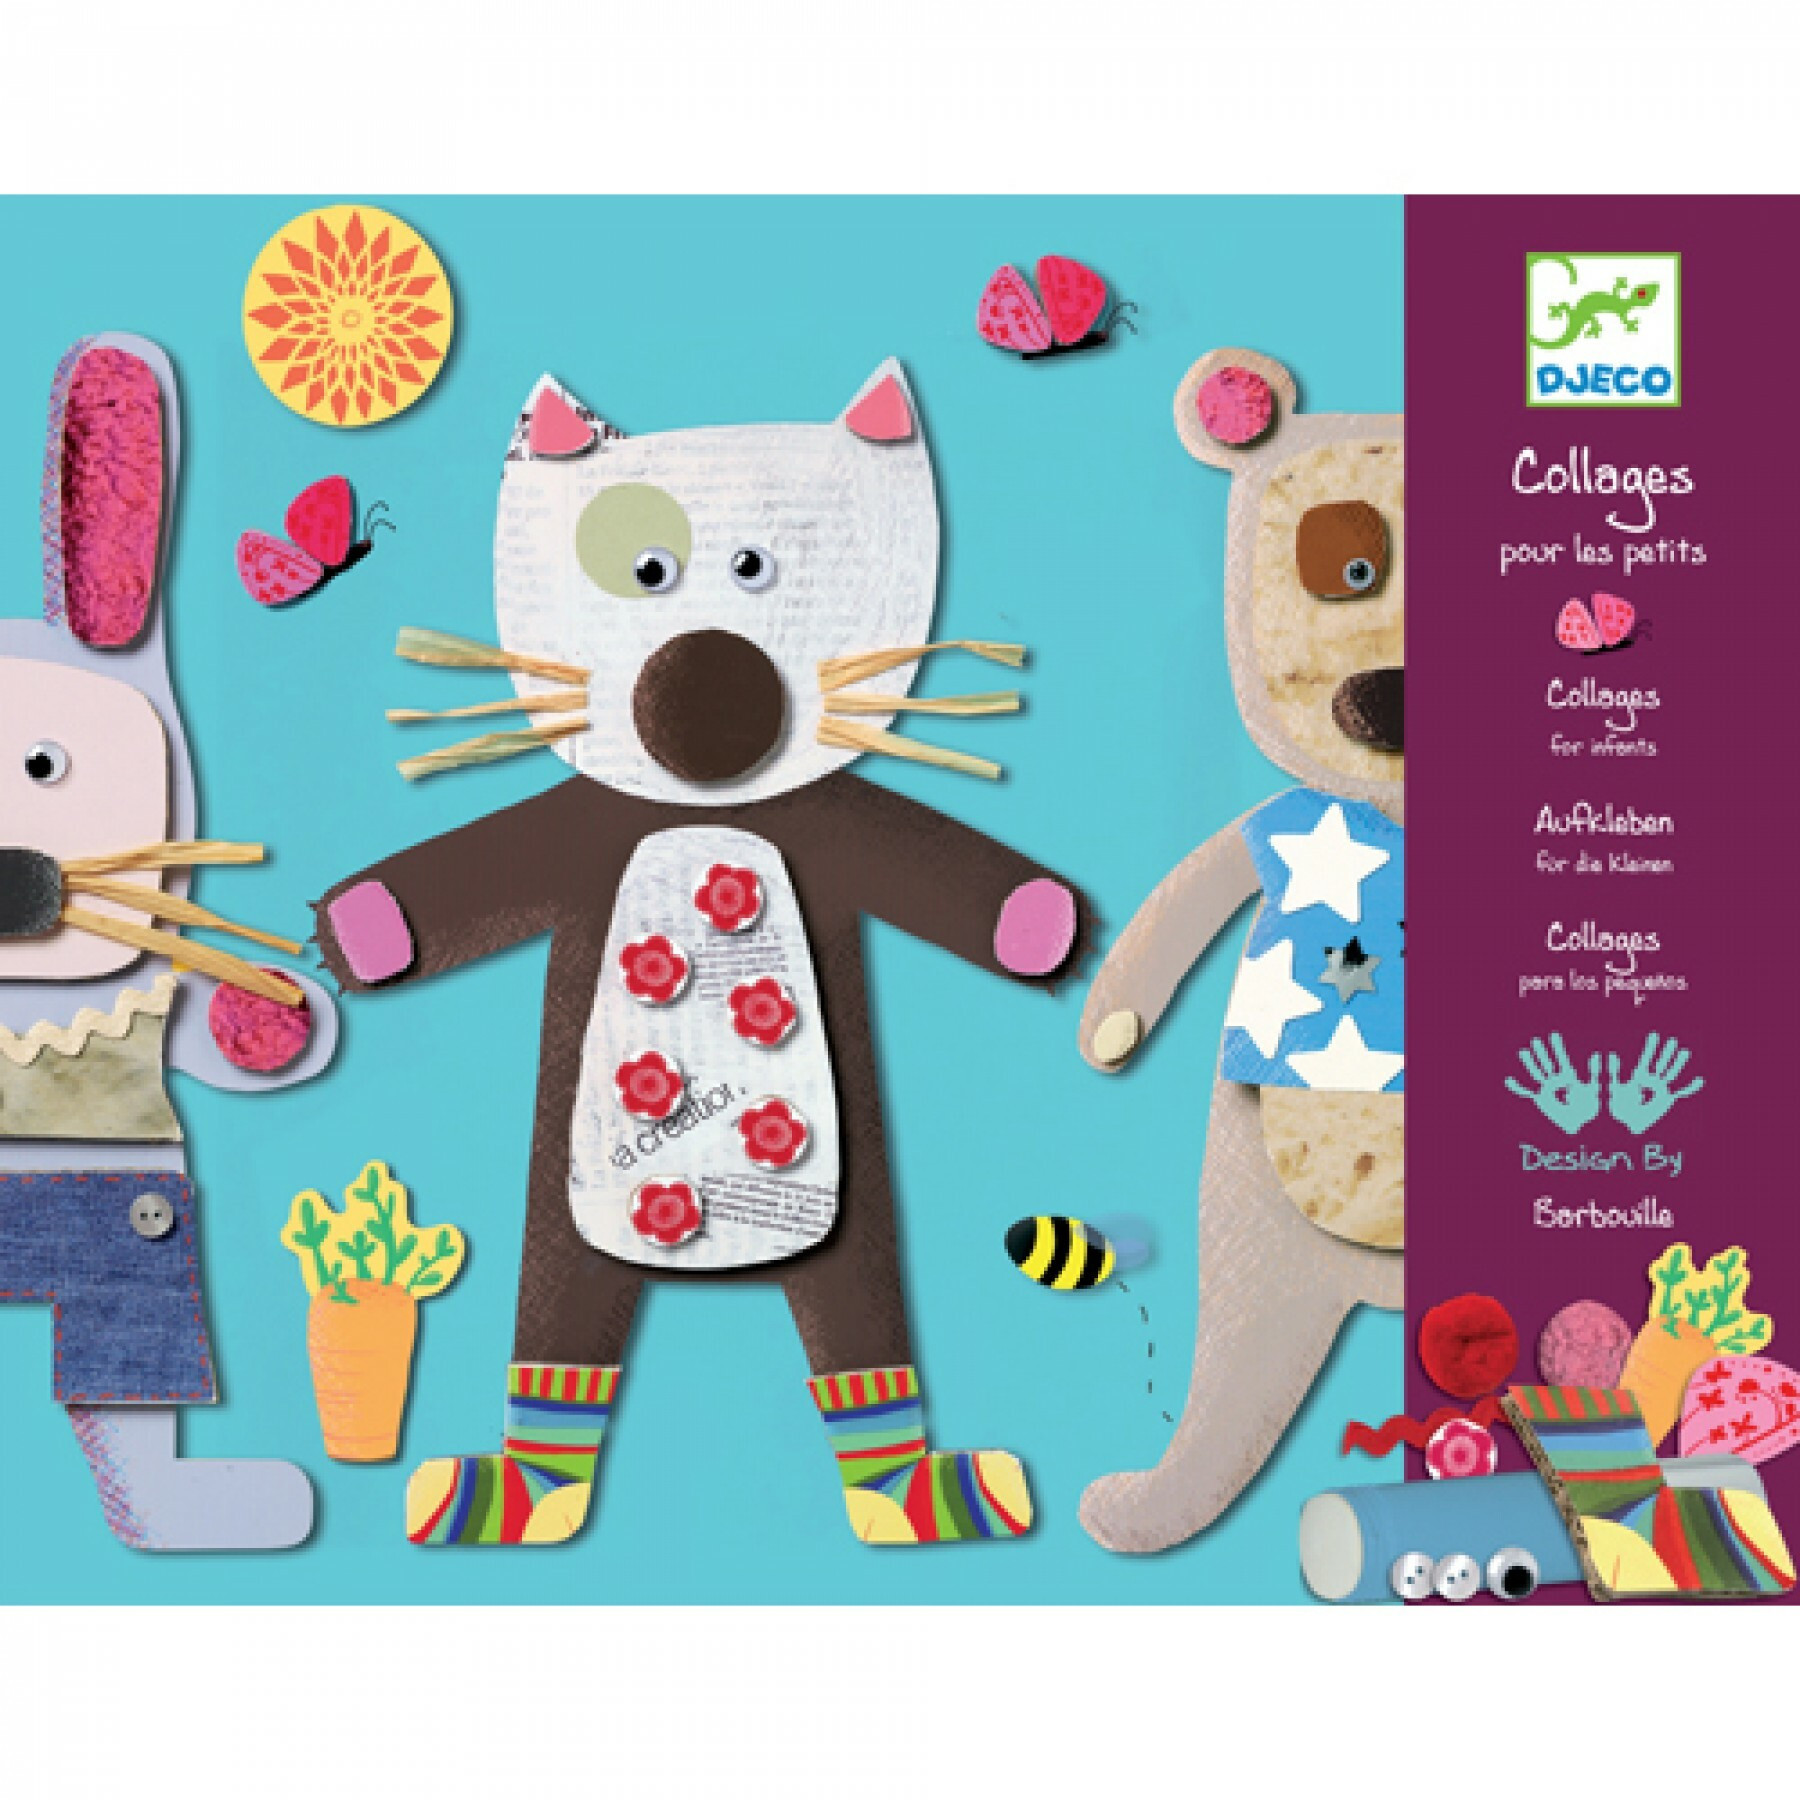 DJECO
Collages
pour les petits
Collages
for infants
Aufkleben
für die Kleinen
Collages
para los pequeños
Design By
Barbouille
a creation.